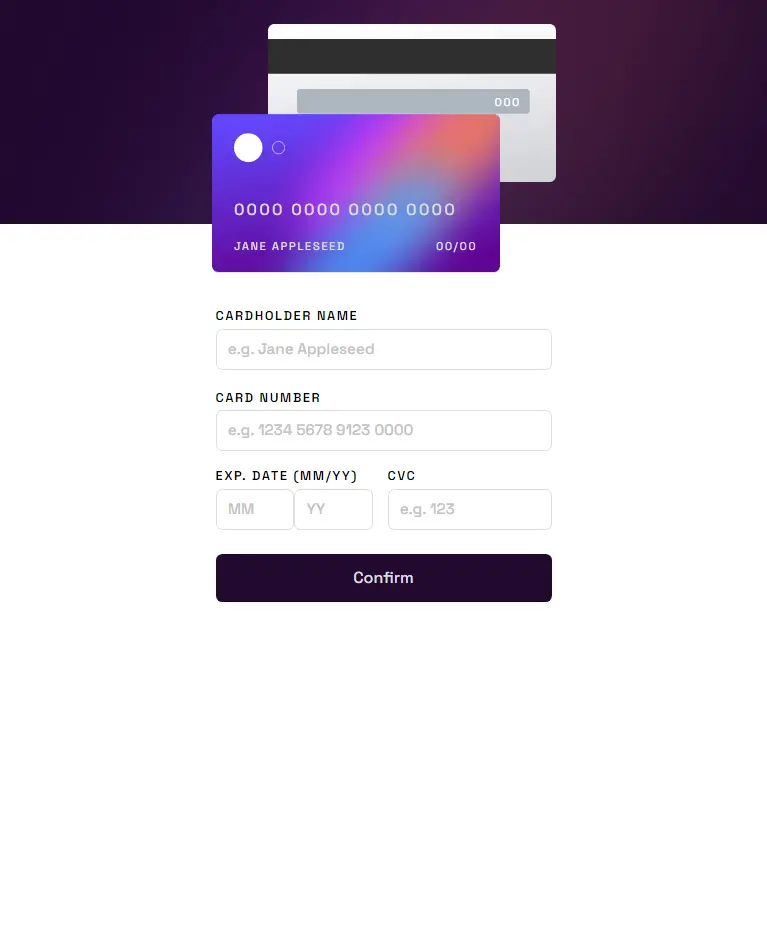 000
0000 0000 0000 0000
JANE APPLESEED 00/00
CARDHOLDER NAME
e.g. Jane Appleseed
CARD NUMBER
e.g. 1234 5678 9123 0000
EXP. DATE (MM/YY) CVC
MM YY e.g. 123
Confirm